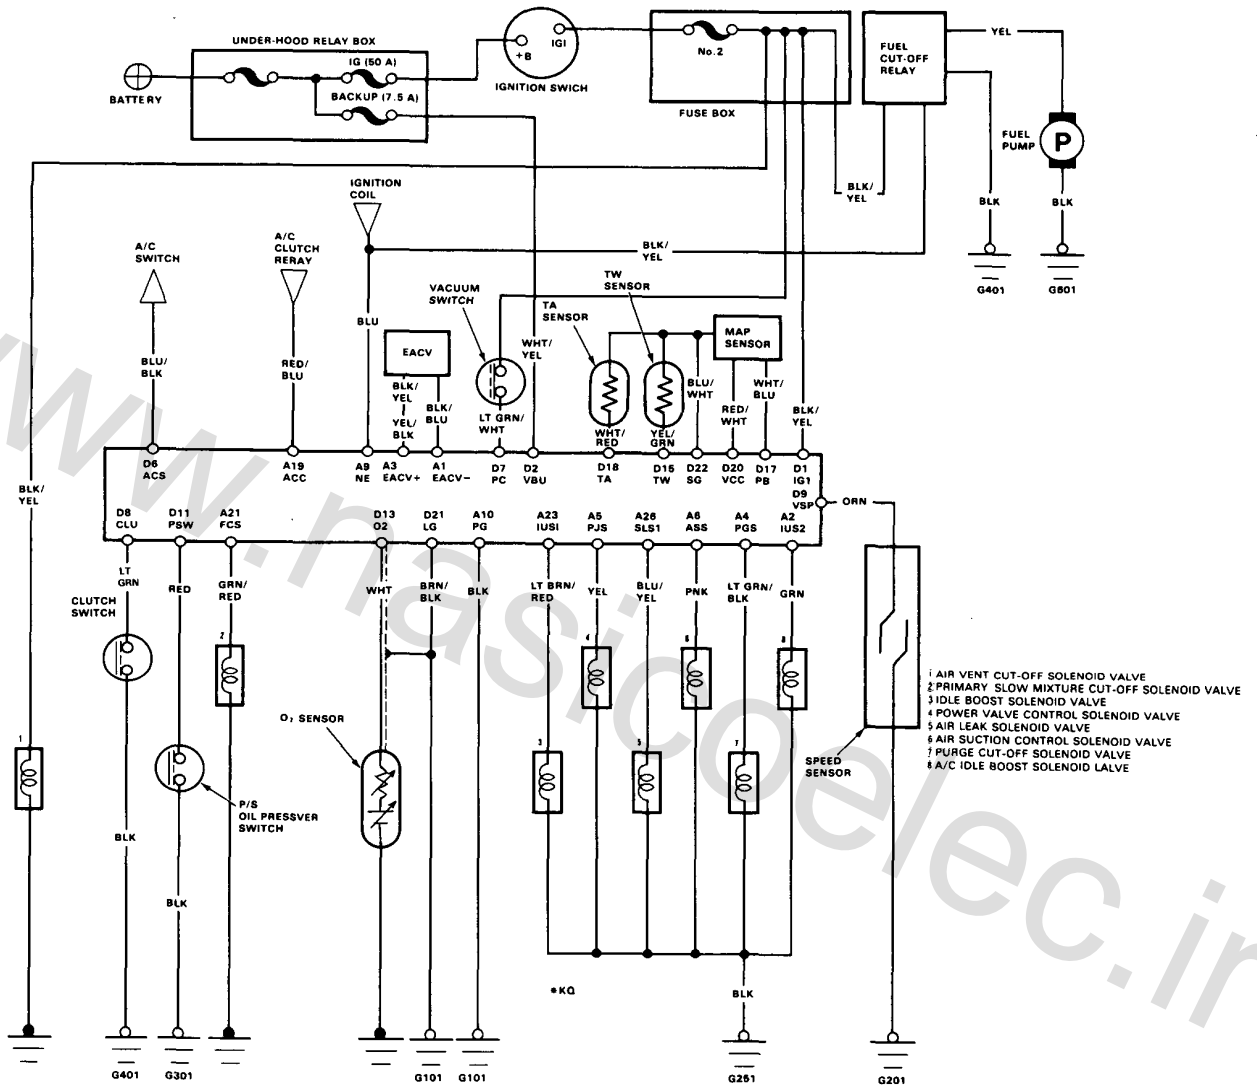 UNDER-HOOD RELAY BOX
IG (50 A)
BACKUP (7.5 A)
BATTERY
+B
IGI
IGNITION SWICH
No.2
FUSE BOX
FUEL
CUT-OFF
RELAY
YEL
FUEL
PUMP
P
BLK/
YEL
BLK
BLK
G401
G601
IGNITION
COIL
A/C
SWITCH
A/C
CLUTCH
RERAY
BLK/
YEL
VACUUM
SWITCH
TA
SENSOR
TW
SENSOR
MAP
SENSOR
EACV
BLU
BLU/
BLK
RED/
BLU
BLK/
YEL
YEL/
BLK
BLK/
BLU
LT GRN/
WHT
WHT/
YEL
WHT/
RED
YEL/
GRN
BLU/
WHT
RED/
WHT
WHT/
BLU
BLK/
YEL
BLK/
YEL
D6
ACS
A19
ACC
A9
NE
A3
EACV+
A1
EACV−
D7
PC
D2
VBU
D18
TA
D15
TW
D22
SG
D20
VCC
D17
PB
D1
IG1
D9
VSP
ORN
D8
CLU
D11
PSW
A21
FCS
D13
O2
D21
LG
A10
PG
A23
IUSI
A5
PJS
A26
SLS1
A6
ASS
A4
PGS
A2
IUS2
LT
GRN
RED
GRN/
RED
WHT
BRN/
BLK
BLK
LT BRN/
RED
YEL
BLU/
YEL
PNK
LT GRN/
BLK
GRN
CLUTCH
SWITCH
2
4
6
8
1
3
5
7
O₂ SENSOR
P/S
OIL PRESSVER
SWITCH
SPEED
SENSOR
1 AIR VENT CUT-OFF SOLENOID VALVE
2 PRIMARY SLOW MIXTURE CUT-OFF SOLENOID VALVE
3 IDLE BOOST SOLENOID VALVE
4 POWER VALVE CONTROL SOLENOID VALVE
5 AIR LEAK SOLENOID VALVE
6 AIR SUCTION CONTROL SOLENOID VALVE
7 PURGE CUT-OFF SOLENOID VALVE
8 A/C IDLE BOOST SOLENOID LALVE
BLK
BLK
*KQ
BLK
G401
G301
G101
G101
G251
G201
www.nasicoelec.ir